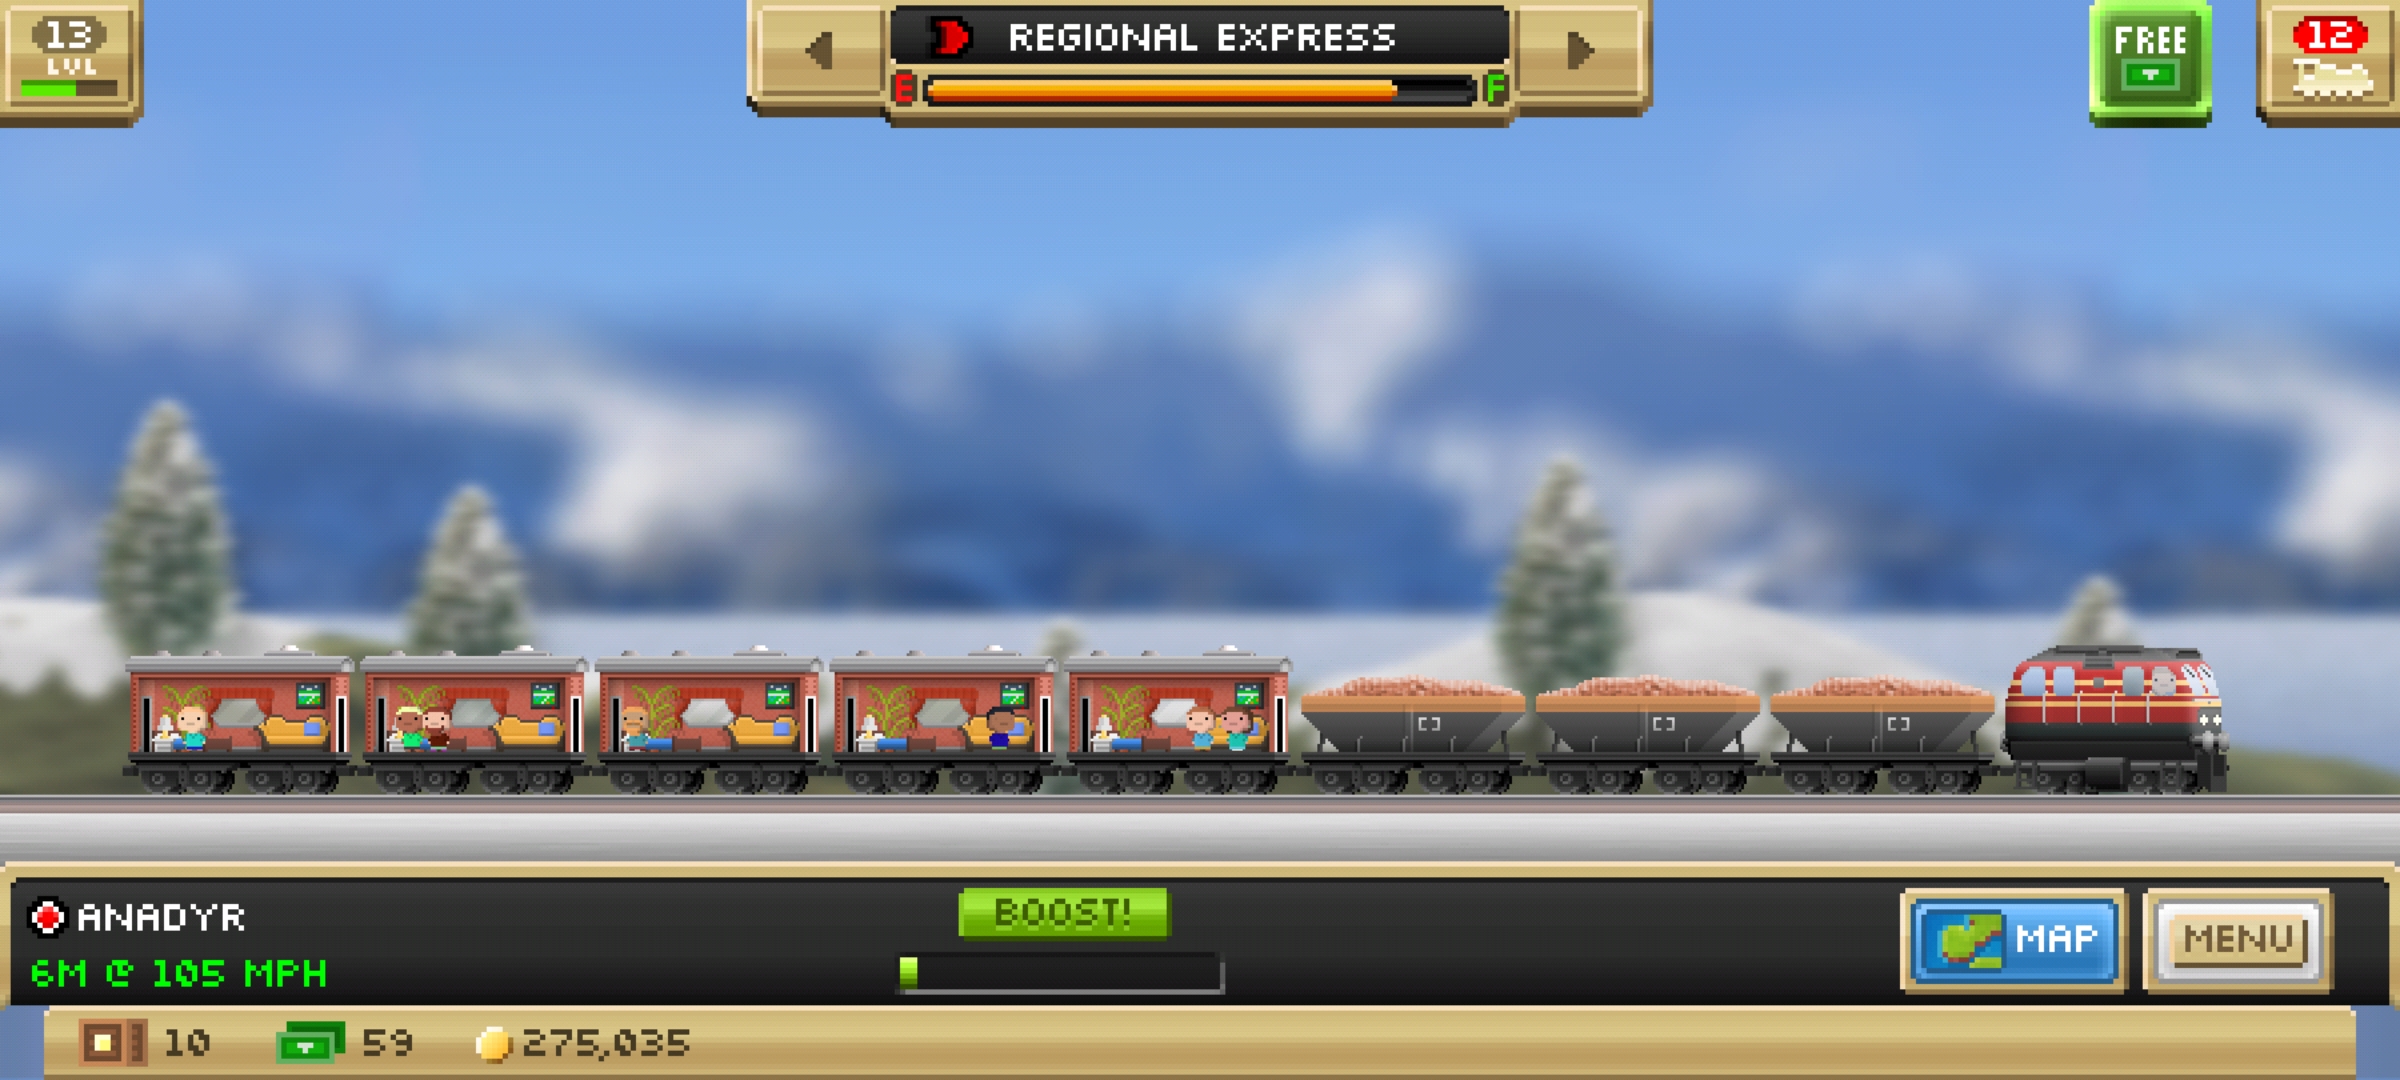 13
LVL
REGIONAL EXPRESS
E F
FREE
12
ANADYR
6M @ 105 MPH
BOOST!
MAP
MENU
10
59
275,035